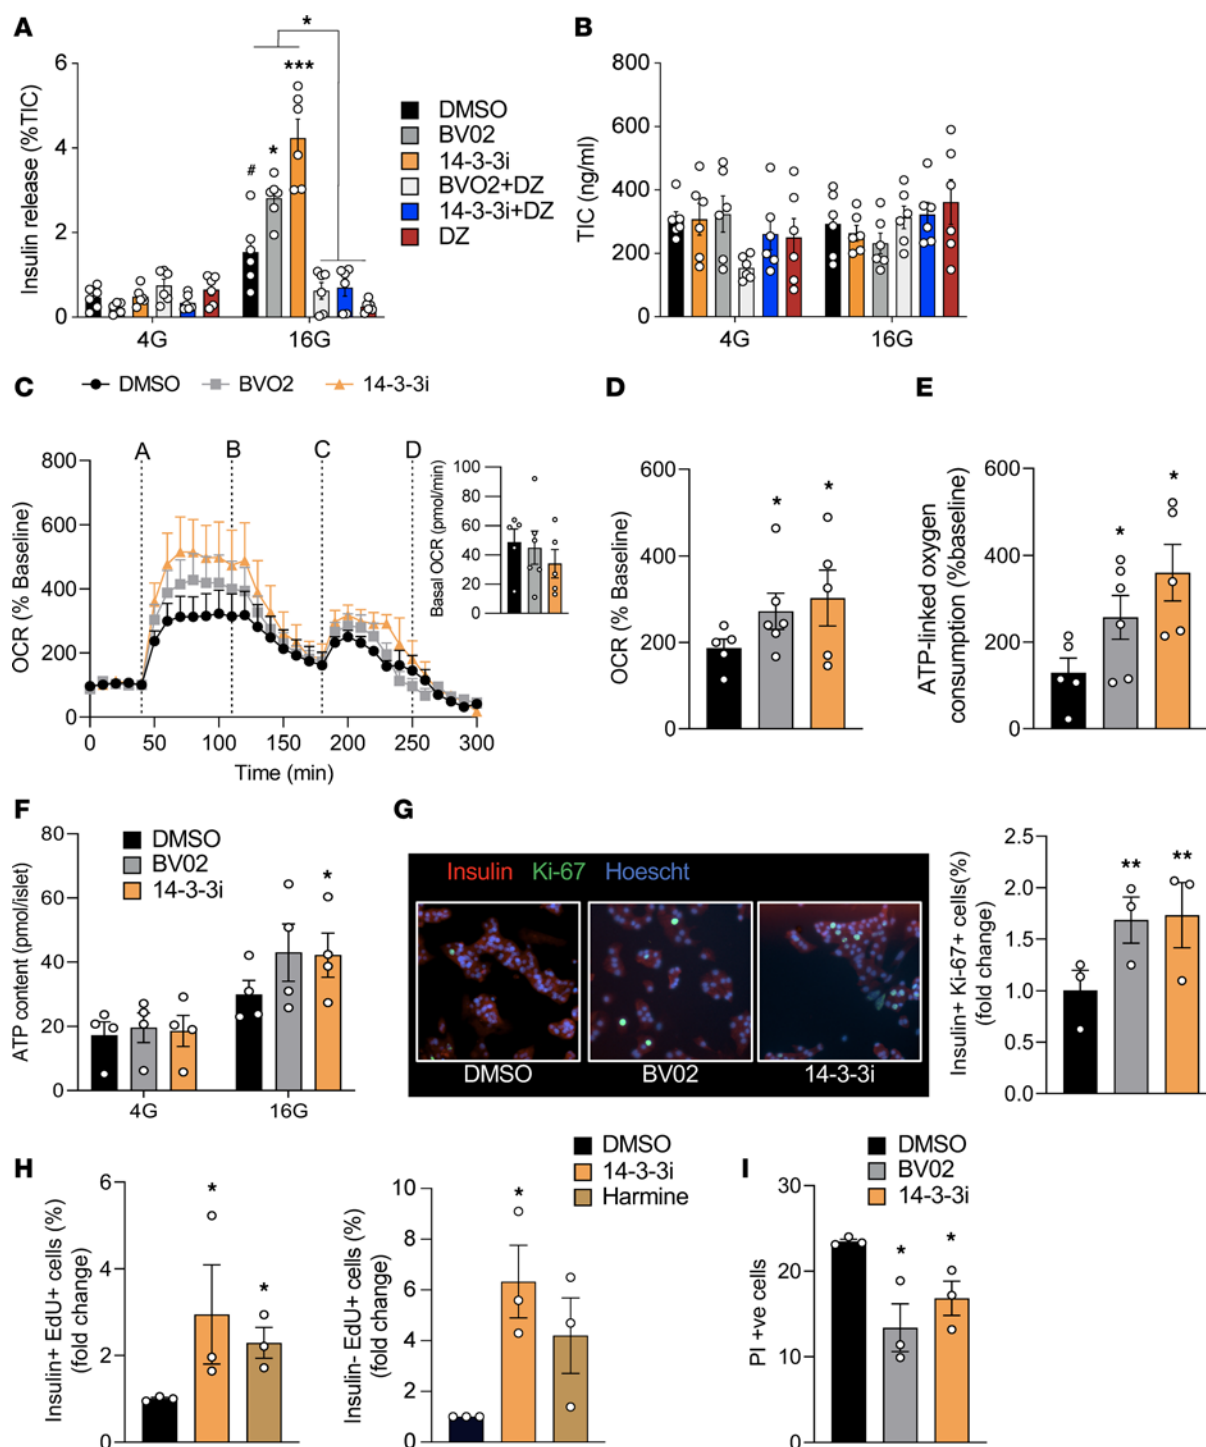 A
Insulin release (%TIC)
6
4
2
0
4G
16G
#
*
***
*
DMSO
BV02
14-3-3i
BVO2+DZ
14-3-3i+DZ
DZ
B
TIC (ng/ml)
800
600
400
200
0
4G
16G
C
DMSO
BVO2
14-3-3i
OCR (% Baseline)
800
600
400
200
0
0
50
100
150
200
250
300
Time (min)
A
B
C
D
Basal OCR (pmol/min)
100
80
60
40
20
0
D
OCR (% Baseline)
600
400
200
0
*
*
E
ATP-linked oxygen
consumption (%baseline)
600
400
200
0
*
*
F
ATP content (pmol/islet)
80
60
40
20
0
4G
16G
DMSO
BV02
14-3-3i
*
G
Insulin Ki-67 Hoescht
DMSO
BV02
14-3-3i
Insulin+ Ki-67+ cells(%)
(fold change)
2.5
2.0
1.5
1.0
0.5
0.0
**
**
H
Insulin+ EdU+ cells (%)
(fold change)
6
4
2
0
*
*
Insulin- EdU+ cells (%)
(fold change)
10
8
6
4
2
0
*
DMSO
14-3-3i
Harmine
I
PI +ve cells
30
20
10
0
*
*
DMSO
BV02
14-3-3i